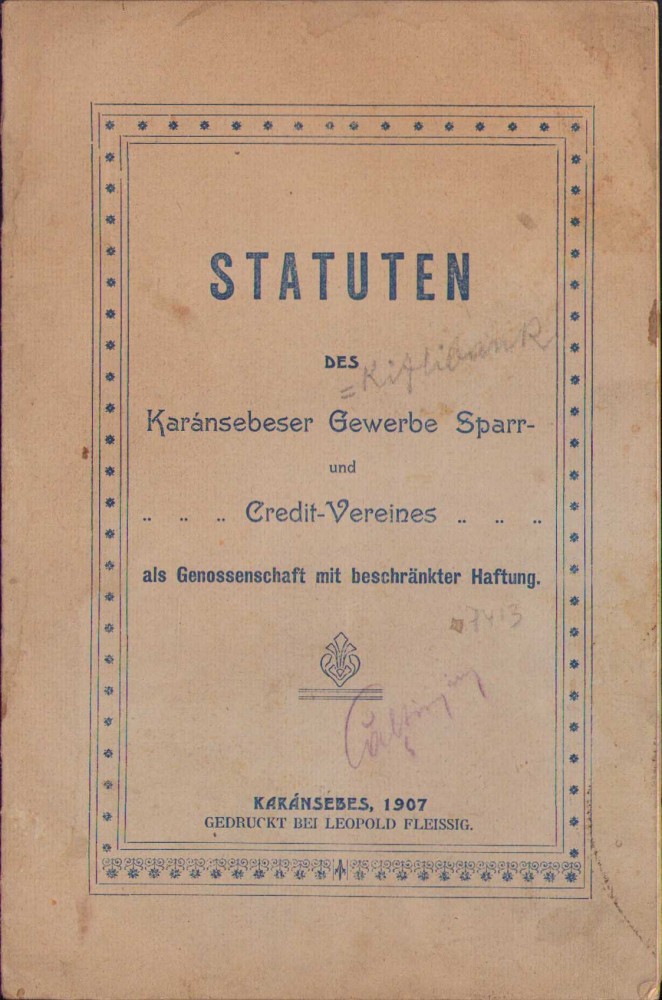 STATUTEN
DES
Karánsebeser Gewerbe Sparr-
und
.. .. .. Credit-Vereines .. .. ..
als Genossenschaft mit beschränkter Haftung.
7413
KARÁNSEBES, 1907
GEDRUCKT BEI LEOPOLD FLEISSIG.